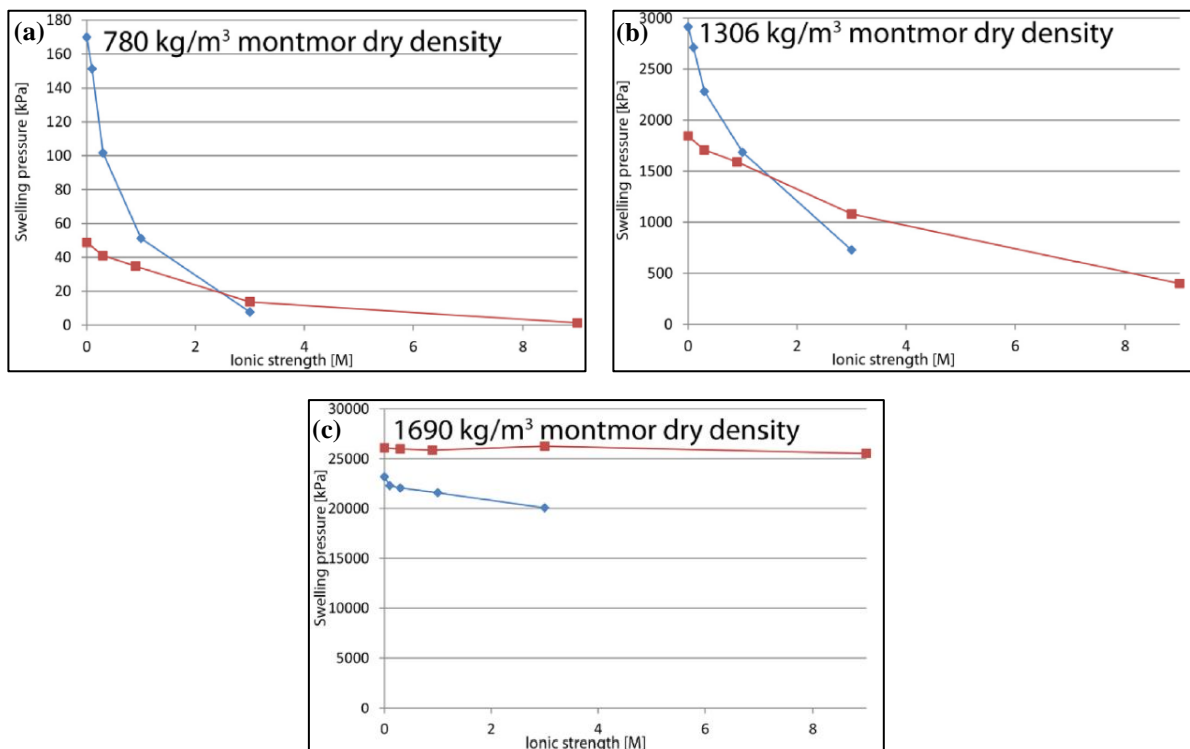 (a)
780 kg/m³ montmor dry density
Swelling pressure [kPa]
180
160
140
120
100
80
60
40
20
0
0 2 4 6 8
Ionic strength [M]
(b)
1306 kg/m³ montmor dry density
Swelling pressure [kPa]
3000
2500
2000
1500
1000
500
0
0 2 4 6 8
Ionic strength [M]
(c)
1690 kg/m³ montmor dry density
Swelling pressure [kPa]
30000
25000
20000
15000
10000
5000
0
0 2 4 6 8
Ionic strength [M]